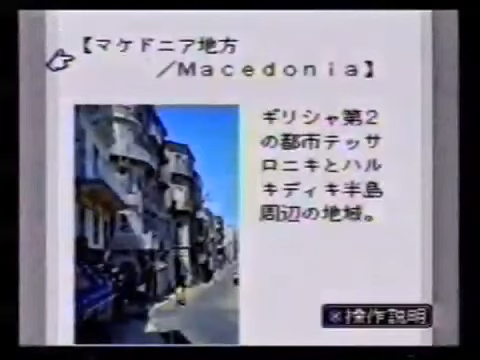 【マケドニア地方
／Ｍａｃｅｄｏｎｉａ】
ギリシャ第２
の都市テッサ
ロニキとハル
キディキ半島
周辺の地域。
※操作説明